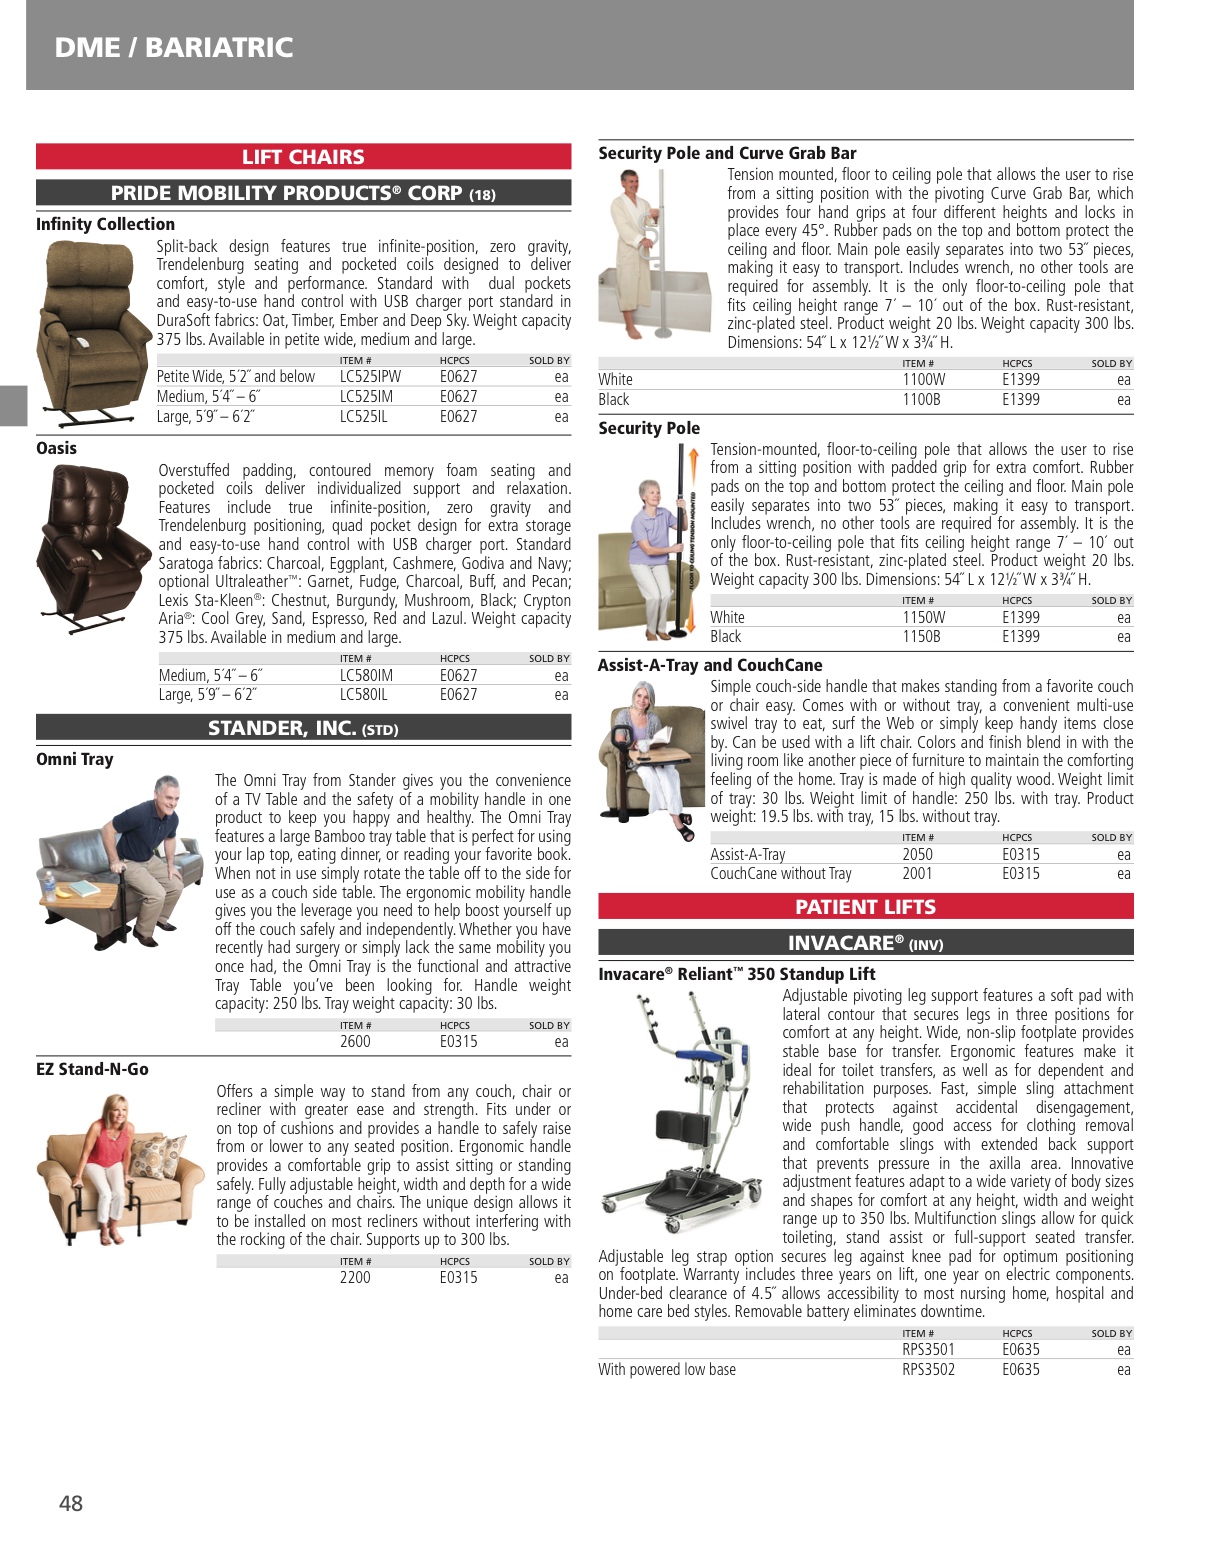 DME / BARIATRIC
LIFT CHAIRS
PRIDE MOBILITY PRODUCTS® CORP (18)
Infinity Collection
Split-back design features true infinite-position, zero gravity,
Trendelenburg seating and pocketed coils designed to deliver
comfort, style and performance. Standard with dual pockets
and easy-to-use hand control with USB charger port standard in
DuraSoft fabrics: Oat, Timber, Ember and Deep Sky. Weight capacity
375 lbs. Available in petite wide, medium and large.
ITEM # HCPCS SOLD BY
Petite Wide, 5´2˝ and below LC525IPW E0627 ea
Medium, 5´4˝ – 6˝ LC525IM E0627 ea
Large, 5´9˝ – 6´2˝ LC525IL E0627 ea
Oasis
Overstuffed padding, contoured memory foam seating and
pocketed coils deliver individualized support and relaxation.
Features include true infinite-position, zero gravity and
Trendelenburg positioning, quad pocket design for extra storage
and easy-to-use hand control with USB charger port. Standard
Saratoga fabrics: Charcoal, Eggplant, Cashmere, Godiva and Navy;
optional Ultraleather™: Garnet, Fudge, Charcoal, Buff, and Pecan;
Lexis Sta-Kleen®: Chestnut, Burgundy, Mushroom, Black; Crypton
Aria®: Cool Grey, Sand, Espresso, Red and Lazul. Weight capacity
375 lbs. Available in medium and large.
ITEM # HCPCS SOLD BY
Medium, 5´4˝ – 6˝ LC580IM E0627 ea
Large, 5´9˝ – 6´2˝ LC580IL E0627 ea
STANDER, INC. (STD)
Omni Tray
The Omni Tray from Stander gives you the convenience
of a TV Table and the safety of a mobility handle in one
product to keep you happy and healthy. The Omni Tray
features a large Bamboo tray table that is perfect for using
your lap top, eating dinner, or reading your favorite book.
When not in use simply rotate the table off to the side for
use as a couch side table. The ergonomic mobility handle
gives you the leverage you need to help boost yourself up
off the couch safely and independently. Whether you have
recently had surgery or simply lack the same mobility you
once had, the Omni Tray is the functional and attractive
Tray Table you’ve been looking for. Handle weight
capacity: 250 lbs. Tray weight capacity: 30 lbs.
ITEM # HCPCS SOLD BY
2600 E0315 ea
EZ Stand-N-Go
Offers a simple way to stand from any couch, chair or
recliner with greater ease and strength. Fits under or
on top of cushions and provides a handle to safely raise
from or lower to any seated position. Ergonomic handle
provides a comfortable grip to assist sitting or standing
safely. Fully adjustable height, width and depth for a wide
range of couches and chairs. The unique design allows it
to be installed on most recliners without interfering with
the rocking of the chair. Supports up to 300 lbs.
ITEM # HCPCS SOLD BY
2200 E0315 ea
Security Pole and Curve Grab Bar
Tension mounted, floor to ceiling pole that allows the user to rise
from a sitting position with the pivoting Curve Grab Bar, which
provides four hand grips at four different heights and locks in
place every 45°. Rubber pads on the top and bottom protect the
ceiling and floor. Main pole easily separates into two 53˝ pieces,
making it easy to transport. Includes wrench, no other tools are
required for assembly. It is the only floor-to-ceiling pole that
fits ceiling height range 7´ – 10´ out of the box. Rust-resistant,
zinc-plated steel. Product weight 20 lbs. Weight capacity 300 lbs.
Dimensions: 54˝ L x 12½˝ W x 3¾˝ H.
ITEM # HCPCS SOLD BY
White 1100W E1399 ea
Black 1100B E1399 ea
Security Pole
Tension-mounted, floor-to-ceiling pole that allows the user to rise
from a sitting position with padded grip for extra comfort. Rubber
pads on the top and bottom protect the ceiling and floor. Main pole
easily separates into two 53˝ pieces, making it easy to transport.
Includes wrench, no other tools are required for assembly. It is the
only floor-to-ceiling pole that fits ceiling height range 7´ – 10´ out
of the box. Rust-resistant, zinc-plated steel. Product weight 20 lbs.
Weight capacity 300 lbs. Dimensions: 54˝ L x 12½˝ W x 3¾˝ H.
FLOOR-TO-CEILING TENSION MOUNTED
ITEM # HCPCS SOLD BY
White 1150W E1399 ea
Black 1150B E1399 ea
Assist-A-Tray and CouchCane
Simple couch-side handle that makes standing from a favorite couch
or chair easy. Comes with or without tray, a convenient multi-use
swivel tray to eat, surf the Web or simply keep handy items close
by. Can be used with a lift chair. Colors and finish blend in with the
living room like another piece of furniture to maintain the comforting
feeling of the home. Tray is made of high quality wood. Weight limit
of tray: 30 lbs. Weight limit of handle: 250 lbs. with tray. Product
weight: 19.5 lbs. with tray, 15 lbs. without tray.
ITEM # HCPCS SOLD BY
Assist-A-Tray 2050 E0315 ea
CouchCane without Tray 2001 E0315 ea
PATIENT LIFTS
INVACARE® (INV)
Invacare® Reliant™ 350 Standup Lift
Adjustable pivoting leg support features a soft pad with
lateral contour that secures legs in three positions for
comfort at any height. Wide, non-slip footplate provides
stable base for transfer. Ergonomic features make it
ideal for toilet transfers, as well as for dependent and
rehabilitation purposes. Fast, simple sling attachment
that protects against accidental disengagement,
wide push handle, good access for clothing removal
and comfortable slings with extended back support
that prevents pressure in the axilla area. Innovative
adjustment features adapt to a wide variety of body sizes
and shapes for comfort at any height, width and weight
range up to 350 lbs. Multifunction slings allow for quick
toileting, stand assist or full-support seated transfer.
Adjustable leg strap option secures leg against knee pad for optimum positioning
on footplate. Warranty includes three years on lift, one year on electric components.
Under-bed clearance of 4.5˝ allows accessibility to most nursing home, hospital and
home care bed styles. Removable battery eliminates downtime.
ITEM # HCPCS SOLD BY
RPS3501 E0635 ea
With powered low base RPS3502 E0635 ea
48